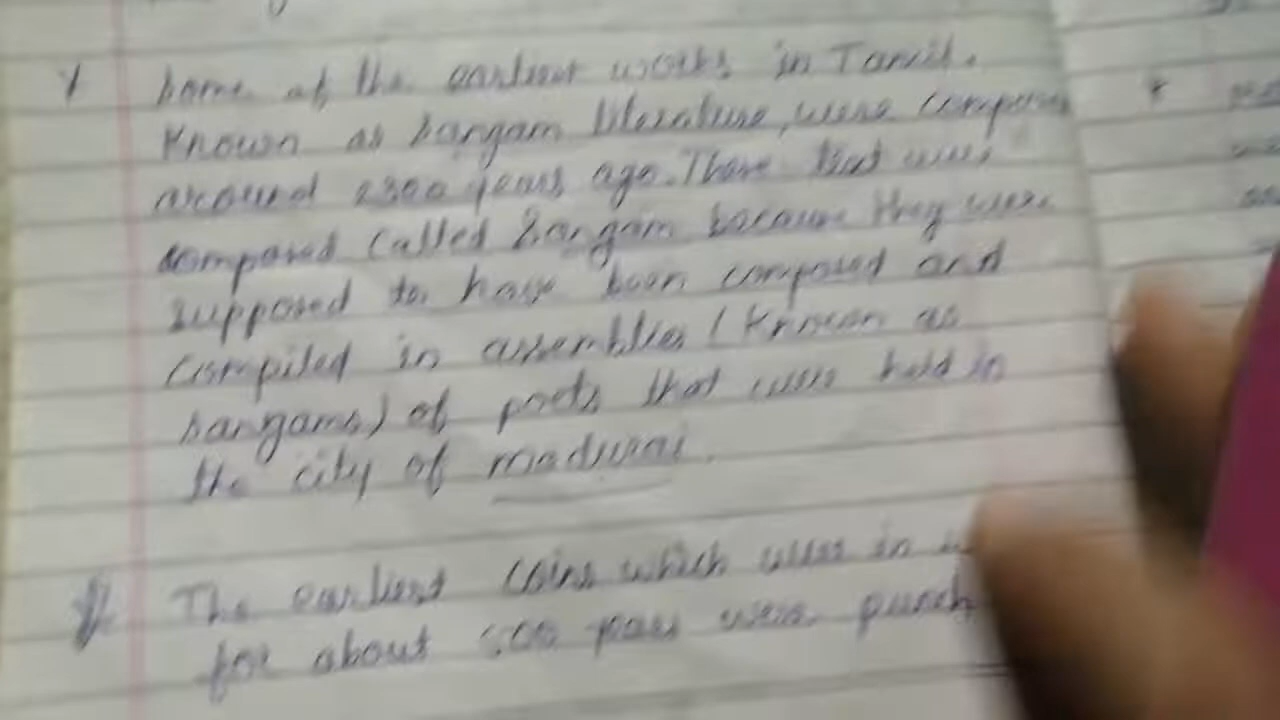 Some of the earliest works in Tamil.
Known as Sangam literature, were compose
around 2300 years ago. These that were
composed called Sangam because they were
supposed to have been composed and
compiled in assemblies (Known as
sangams) of poets that were held in
the city of madurai.
The earliest coins which were in
for about 500 years were punch